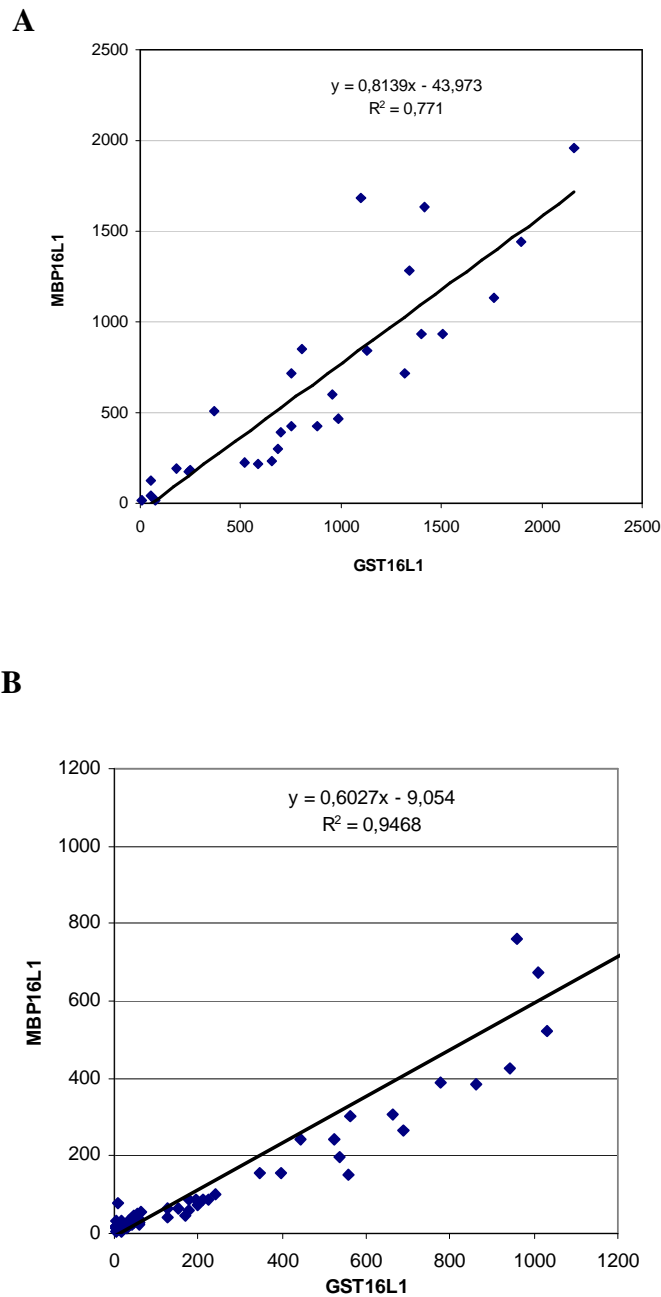 A
2500
y = 0,8139x - 43,973
R² = 0,771
2000
1500
MBP16L1
1000
500
0
0 500 1000 1500 2000 2500
GST16L1
B
1200
y = 0,6027x - 9,054
R² = 0,9468
1000
800
MBP16L1
600
400
200
0
0 200 400 600 800 1000 1200
GST16L1